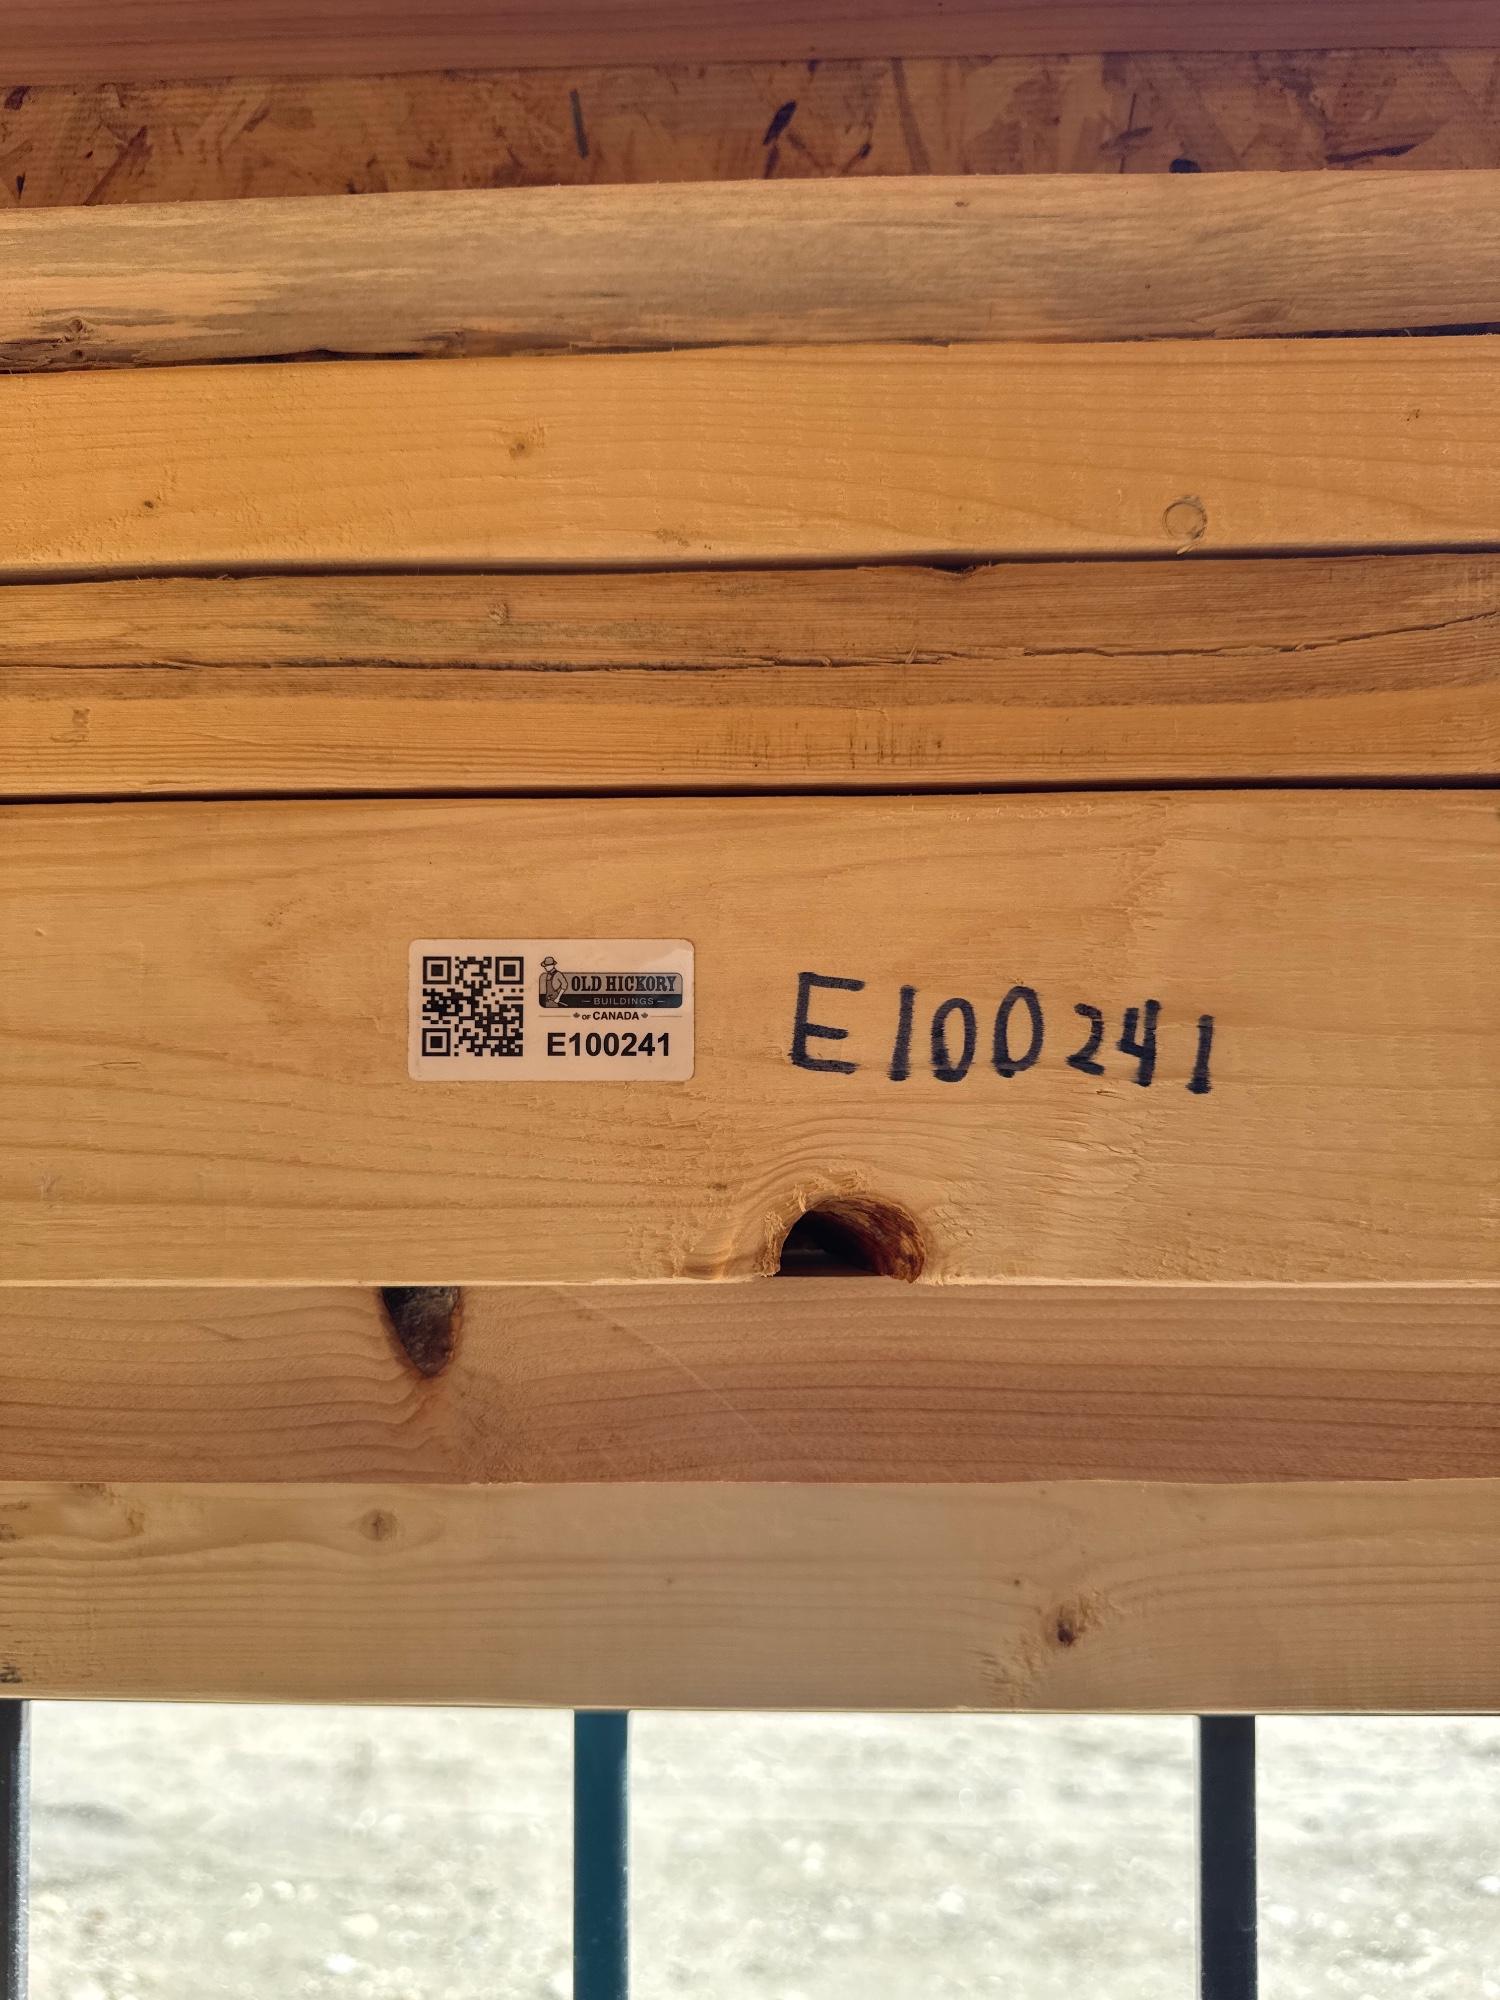 OLD HICKORY
BUILDINGS
OF CANADA
E100241
E100241